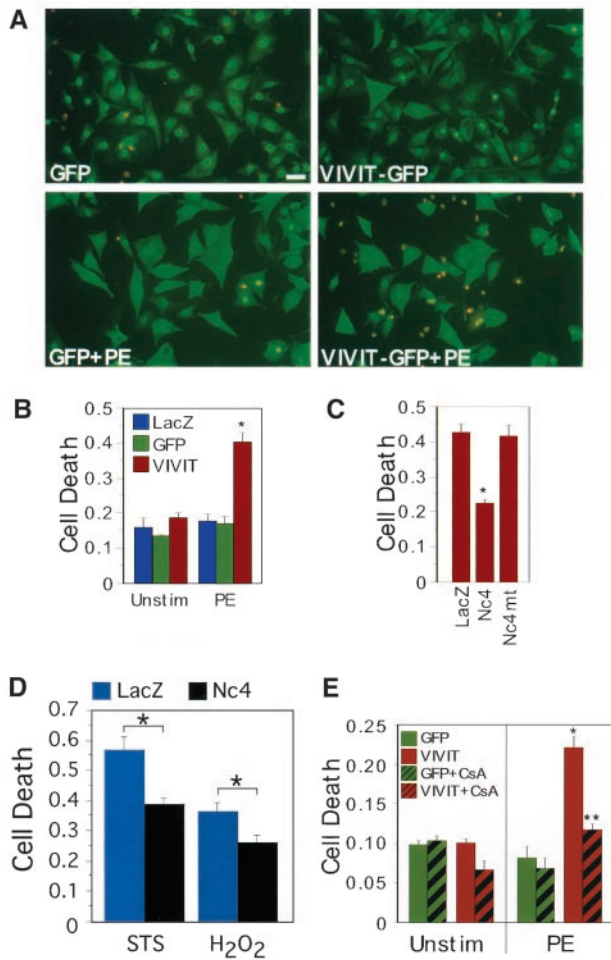 A
GFP
VIVIT-GFP
GFP+PE
VIVIT-GFP+PE
B
0.5
0.4
0.3
0.2
0.1
0
Cell Death
LacZ
GFP
VIVIT
*
Unstim
PE
C
0.5
0.4
0.3
0.2
0.1
0
Cell Death
*
LacZ
Nc4
Nc4mt
D
LacZ
Nc4
0.7
0.6
0.5
0.4
0.3
0.2
0.1
0
Cell Death
*
*
STS
H2O2
E
0.25
0.20
0.15
0.10
0.05
0.00
Cell Death
GFP
VIVIT
GFP+CsA
VIVIT+CsA
*
**
Unstim
PE